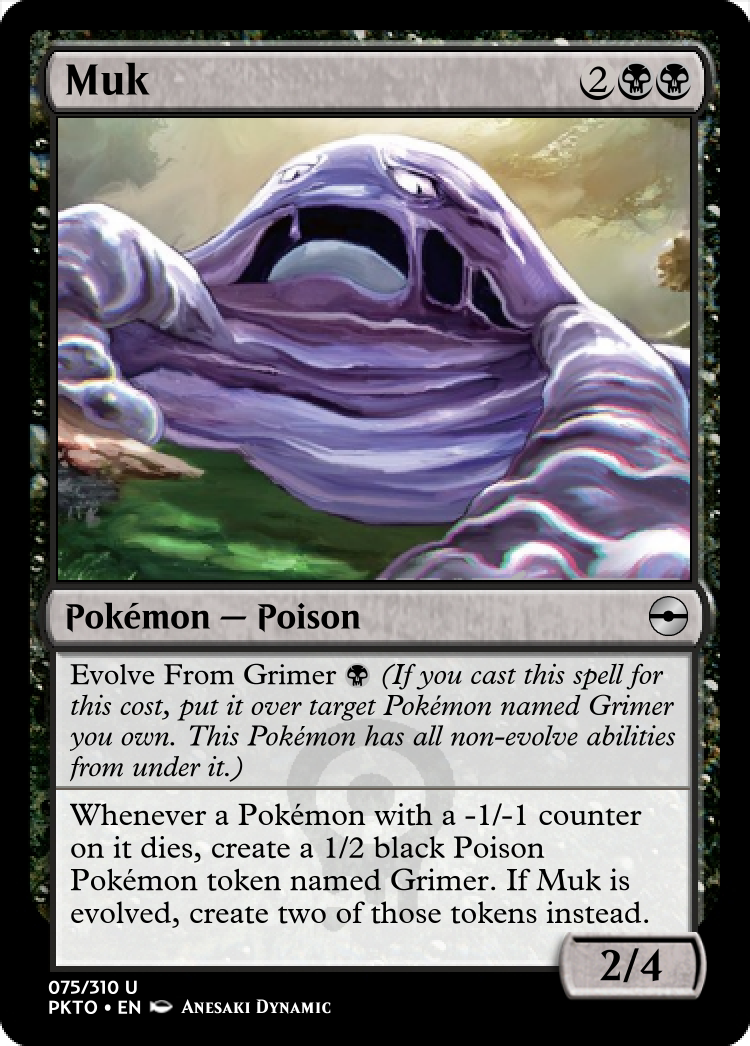 Muk 2
Pokémon — Poison
Evolve From Grimer (If you cast this spell for
this cost, put it over target Pokémon named Grimer
you own. This Pokémon has all non-evolve abilities
from under it.)
Whenever a Pokémon with a -1/-1 counter
on it dies, create a 1/2 black Poison
Pokémon token named Grimer. If Muk is
evolved, create two of those tokens instead.
2/4
075/310 U
PKTO • EN Anesaki Dynamic